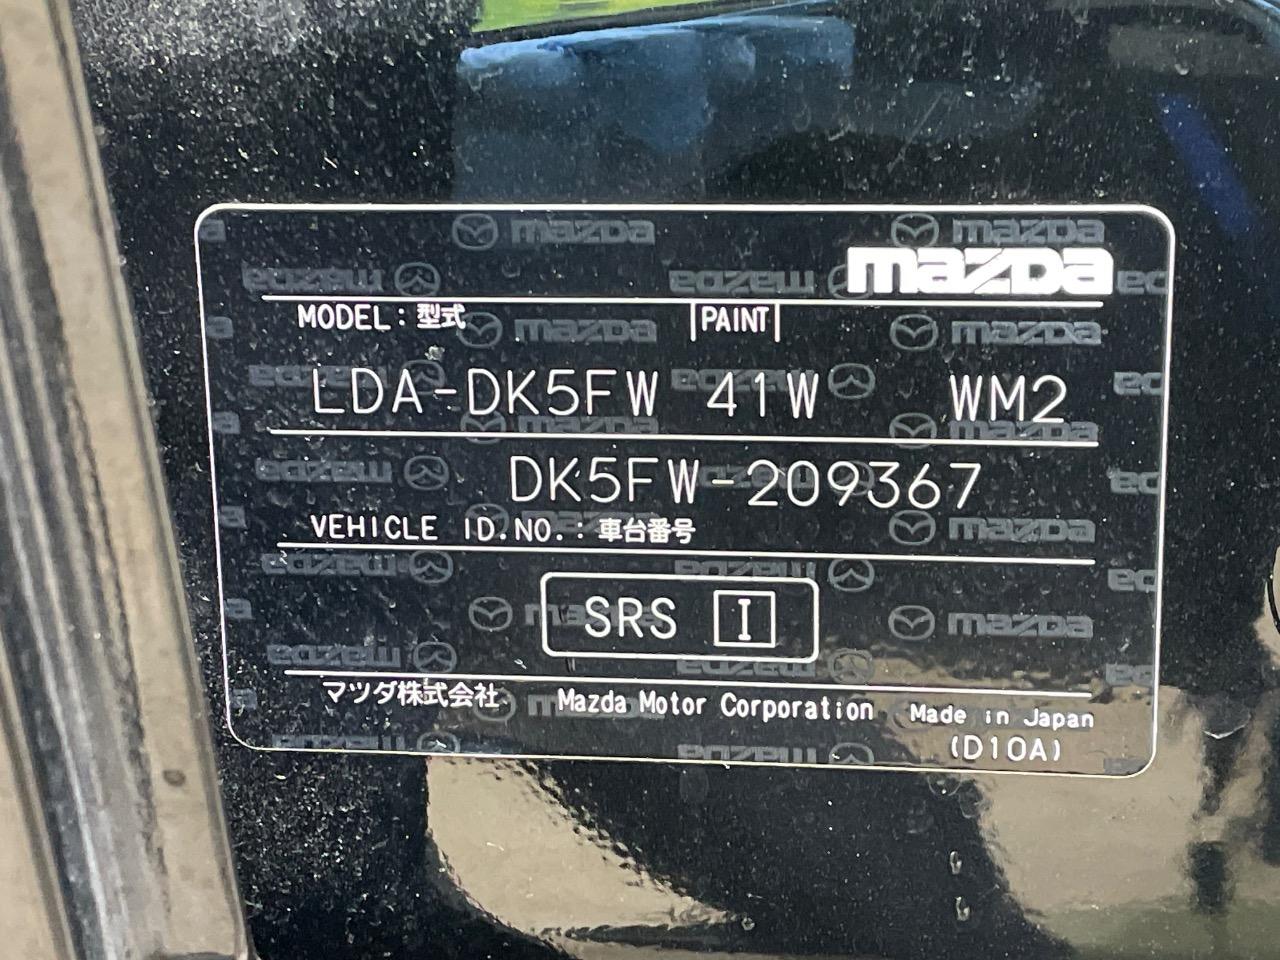 mazda
MODEL：型式 PAINT
LDA-DK5FW 41W WM2
DK5FW-209367
VEHICLE ID.NO.：車台番号
SRS I
マツダ株式会社 Mazda Motor Corporation Made in Japan
(D10A)